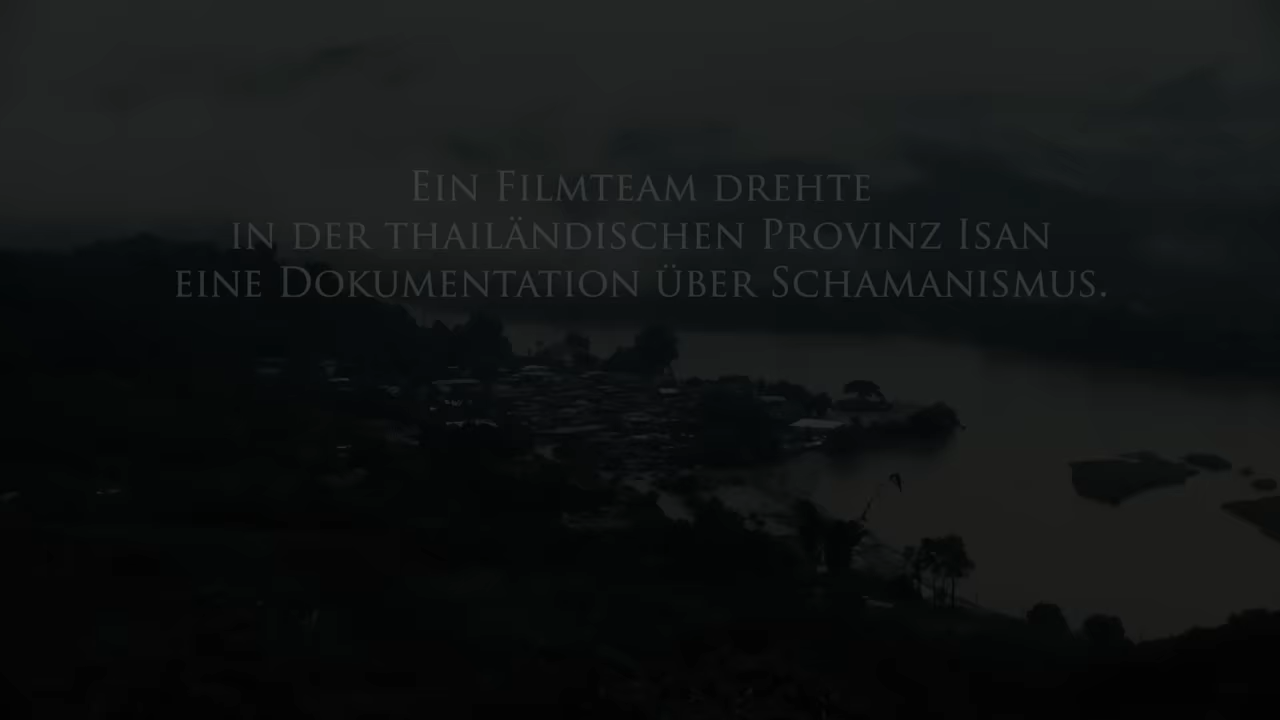 Ein Filmteam drehte
in der thailändischen Provinz Isan
eine Dokumentation über Schamanismus.